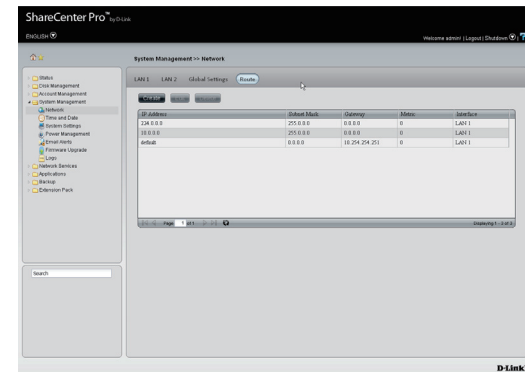 ShareCenter Pro™ by D-Link
ENGLISH
Welcome admin! | Logout | Shutdown | ?
System Management >> Network
Status
Disk Management
Account Management
System Management
Network
Time and Date
System Settings
Power Management
Email Alerts
Firmware Upgrade
Logs
Network Services
Applications
Backup
Extension Pack
Search
LAN 1 LAN 2 Global Settings Route
Create
IP Address Subnet Mask Gateway Metric Interface
224.0.0.0 255.0.0.0 0.0.0.0 0 LAN 1
10.0.0.0 255.0.0.0 0.0.0.0 0 LAN 1
default 0.0.0.0 10.254.254.251 0 LAN 1
Page 1 of 1
Displaying 1 - 3 of 3
D-Link